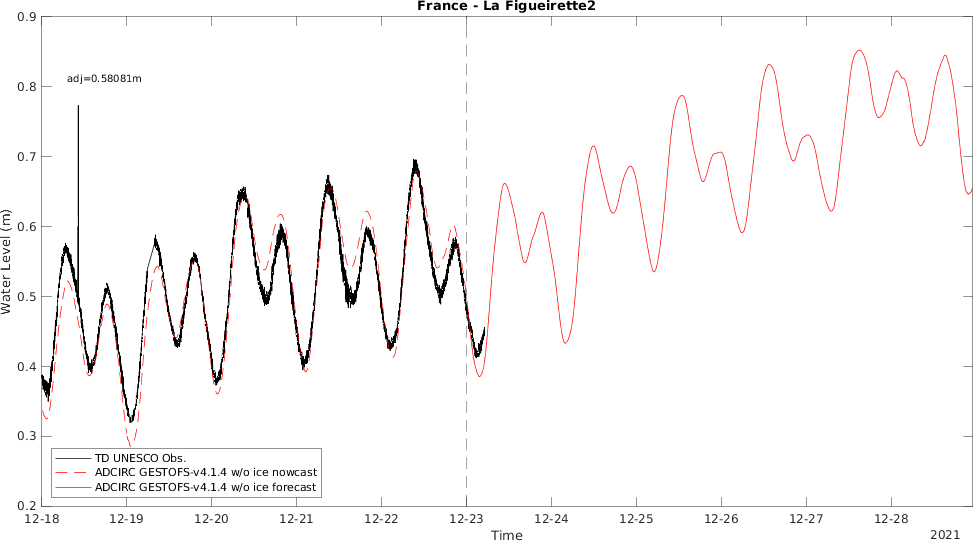 France - La Figueirette2
0.9
0.8
0.7
0.6
0.5
0.4
0.3
0.2
Water Level (m)
adj=0.58081m
TD UNESCO Obs.
ADCIRC GESTOFS-v4.1.4 w/o ice nowcast
ADCIRC GESTOFS-v4.1.4 w/o ice forecast
12-18 12-19 12-20 12-21 12-22 12-23 12-24 12-25 12-26 12-27 12-28
Time
2021